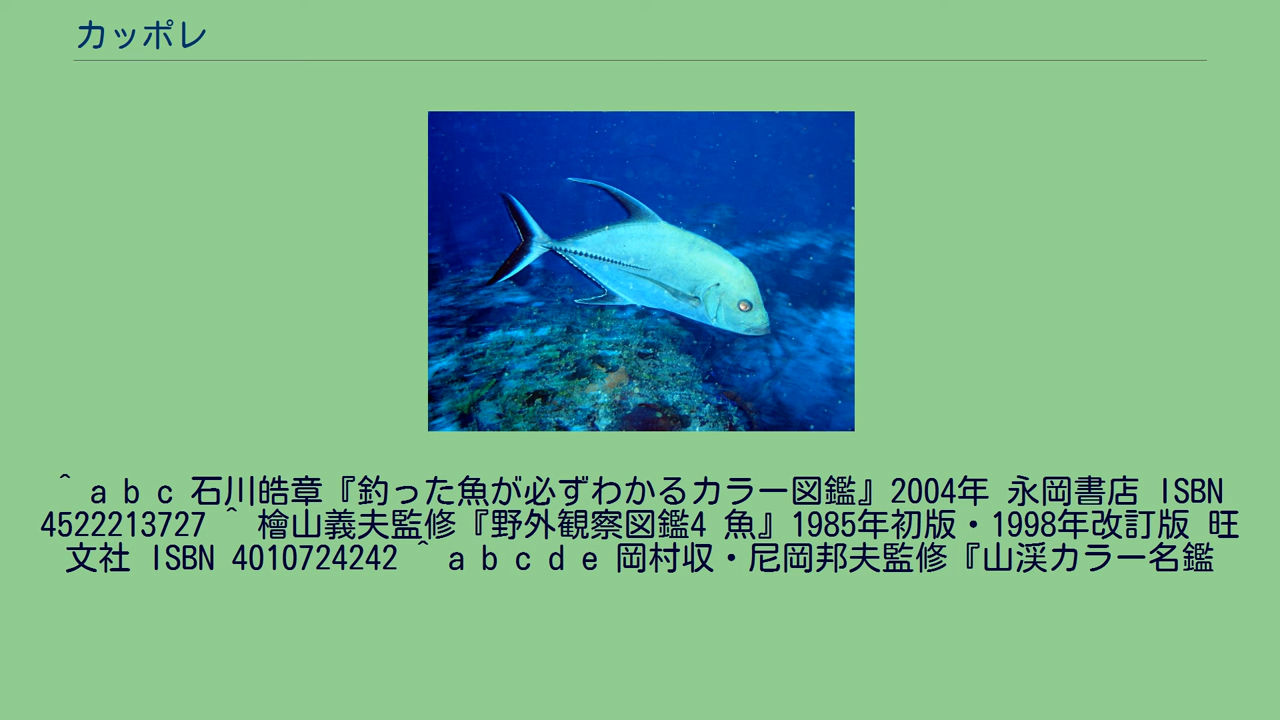 カッポレ
^ a b c 石川皓章『釣った魚が必ずわかるカラー図鑑』2004年 永岡書店 ISBN
4522213727 ^ 檜山義夫監修『野外観察図鑑4 魚』1985年初版・1998年改訂版 旺
文社 ISBN 4010724242 ^ a b c d e 岡村収・尼岡邦夫監修『山渓カラー名鑑